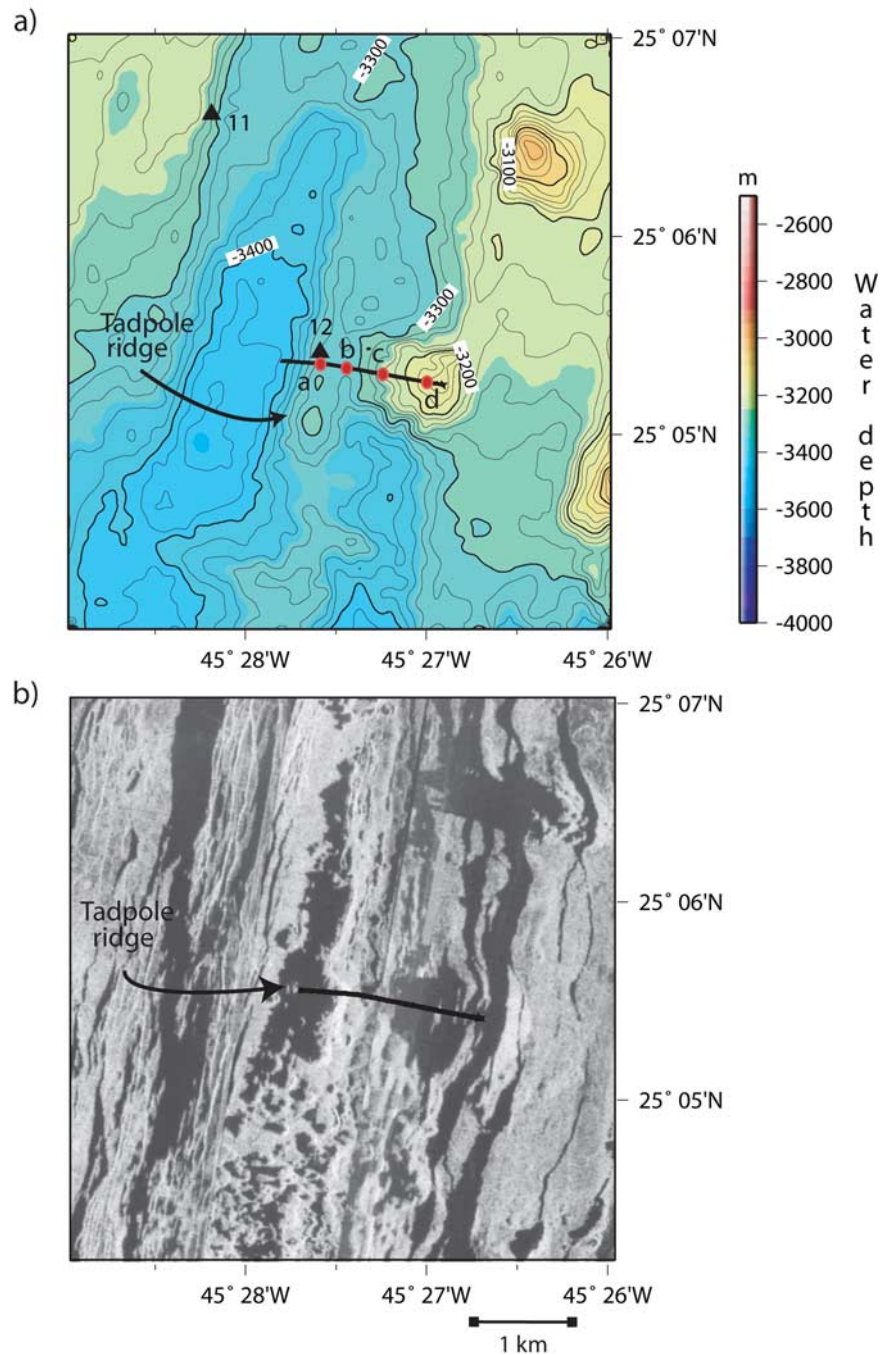 a)
25° 07'N
-3300
11
-3100
m
-2600
-2800
-3000
-3200
-3400
-3600
-3800
-4000
Water depth
25° 06'N
-3400
-3300
Tadpole
ridge
12
b
c
-3200
a
d
25° 05'N
45° 28'W
45° 27'W
45° 26'W
b)
25° 07'N
25° 06'N
Tadpole
ridge
25° 05'N
45° 28'W
45° 27'W
45° 26'W
1 km